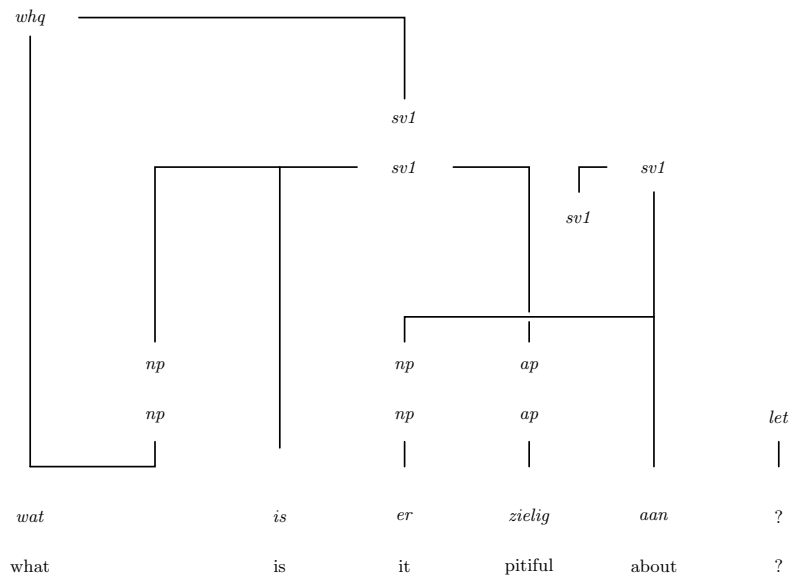 whq
sv1
sv1 sv1
sv1
np np ap
np np ap let
wat is er zielig aan ?
what is it pitiful about ?